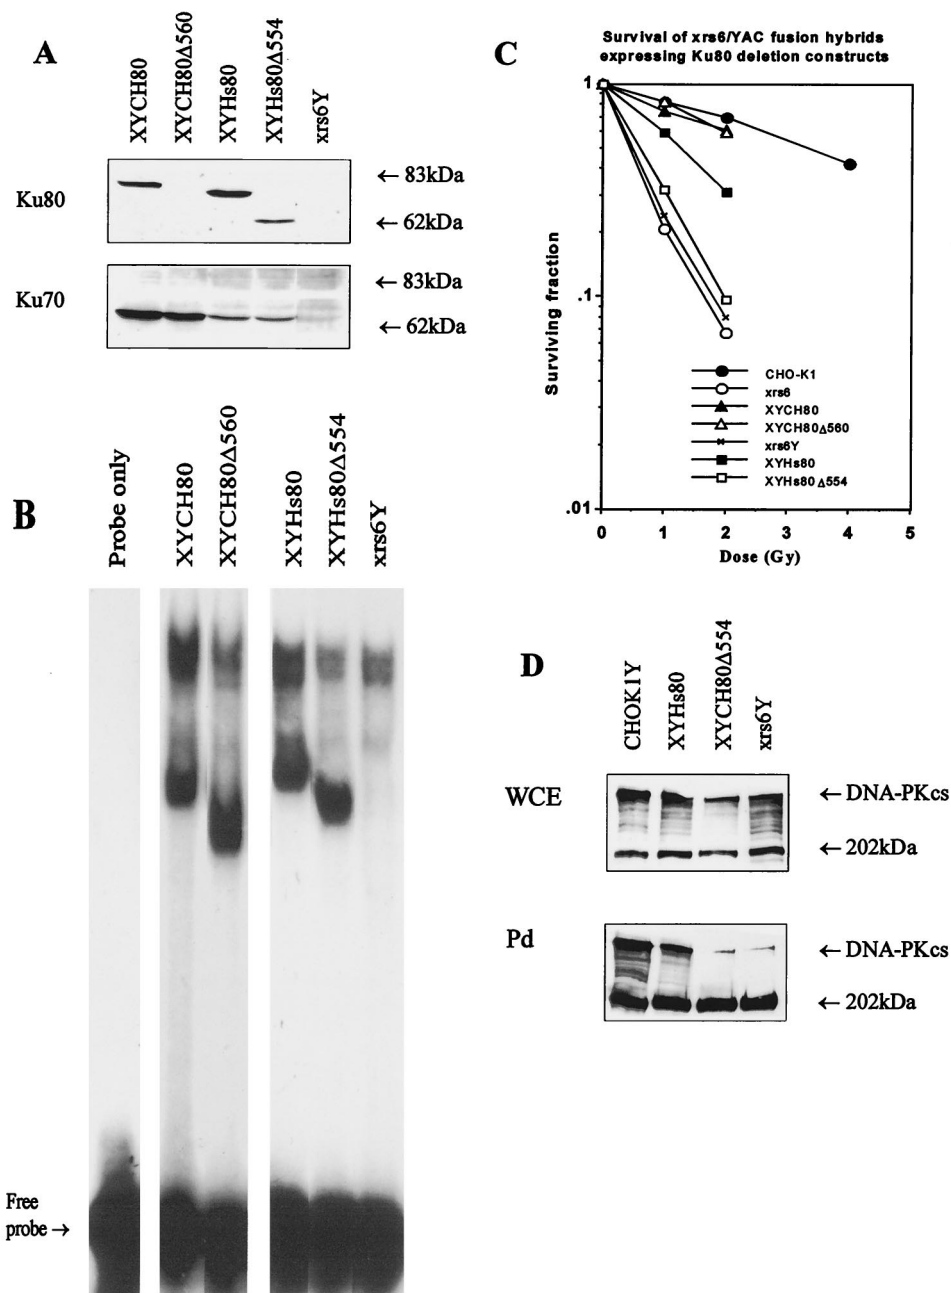 A
XYCH80
XYCH80Δ560
XYHs80
XYHs80Δ554
xrs6Y
Ku80
← 83kDa
← 62kDa
Ku70
← 83kDa
← 62kDa
B
Probe only
XYCH80
XYCH80Δ560
XYHs80
XYHs80Δ554
xrs6Y
Free
probe →
C
Survival of xrs6/YAC fusion hybrids
expressing Ku80 deletion constructs
Surviving fraction
1
.1
.01
0
1
2
3
4
5
Dose (Gy)
CHO-K1
xrs6
XYCH80
XYCH80Δ560
xrs6Y
XYHs80
XYHs80Δ554
D
CHOK1Y
XYHs80
XYCH80Δ554
xrs6Y
WCE
← DNA-PKcs
← 202kDa
Pd
← DNA-PKcs
← 202kDa